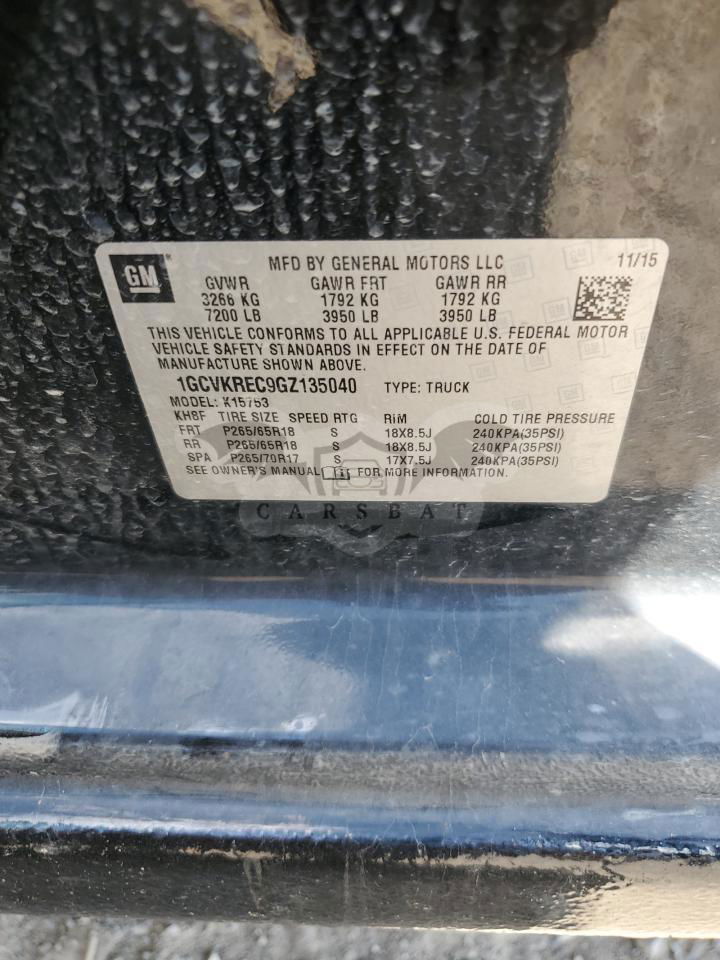 GM MFD BY GENERAL MOTORS LLC 11/15
GVWR GAWR FRT GAWR RR
3266 KG 1792 KG 1792 KG
7200 LB 3950 LB 3950 LB
THIS VEHICLE CONFORMS TO ALL APPLICABLE U.S. FEDERAL MOTOR
VEHICLE SAFETY STANDARDS IN EFFECT ON THE DATE OF
MANUFACTURE SHOWN ABOVE.
1GCVKREC9GZ135040 TYPE: TRUCK
MODEL: K15753
KH8F TIRE SIZE SPEED RTG RIM COLD TIRE PRESSURE
FRT P265/65R18 S 18X8.5J 240KPA(35PSI)
RR P265/65R18 S 18X8.5J 240KPA(35PSI)
SPA P265/70R17 S 17X7.5J 240KPA(35PSI)
SEE OWNER'S MANUAL FOR MORE INFORMATION.
CARSBAT